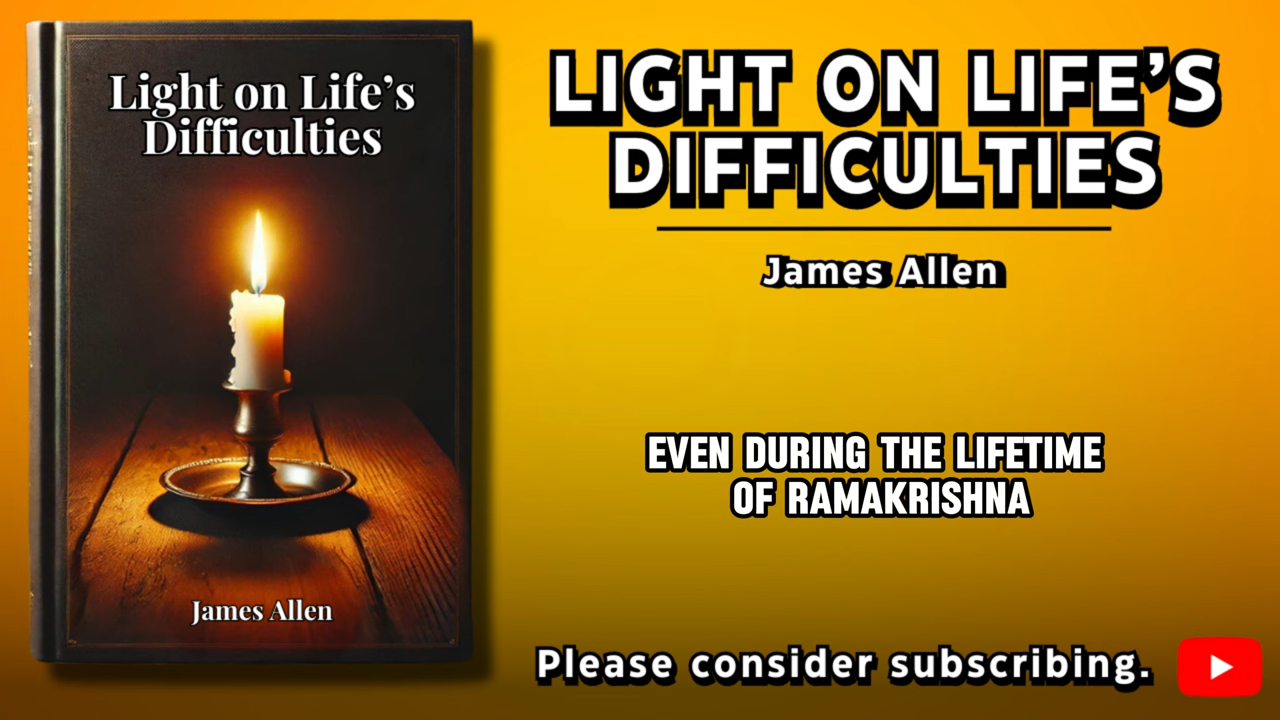 Light on Life's
Difficulties
James Allen
LIGHT ON LIFE'S
DIFFICULTIES
James Allen
EVEN DURING THE LIFETIME
OF RAMAKRISHNA
Please consider subscribing.